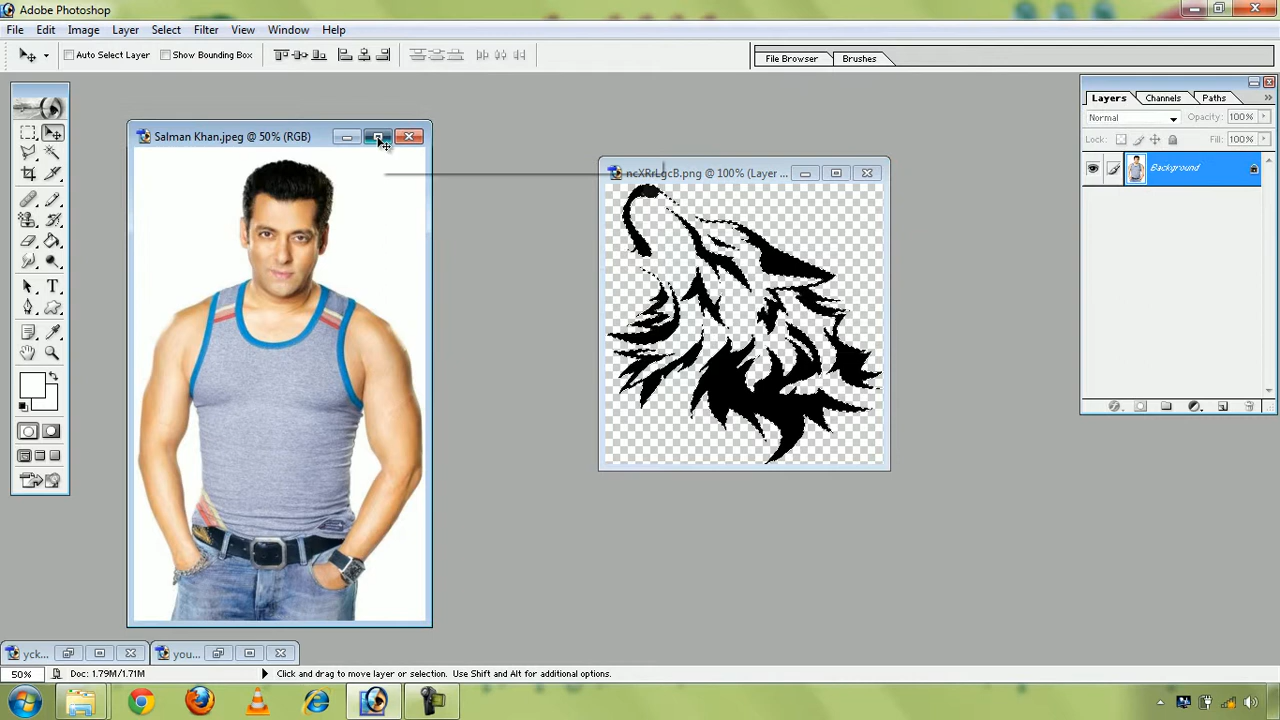 Adobe Photoshop
File Edit Image Layer Select Filter View Window Help
Auto Select Layer Show Bounding Box File Browser Brushes
Layers Channels Paths
Normal Opacity: 100%
Lock: Fill: 100%
Background
Salman Khan.jpeg @ 50% (RGB)
ncXRrLgcB.png @ 100% (Layer ...
yck... you...
50% Doc: 1.79M/1.71M Click and drag to move layer or selection. Use Shift and Alt for additional options.